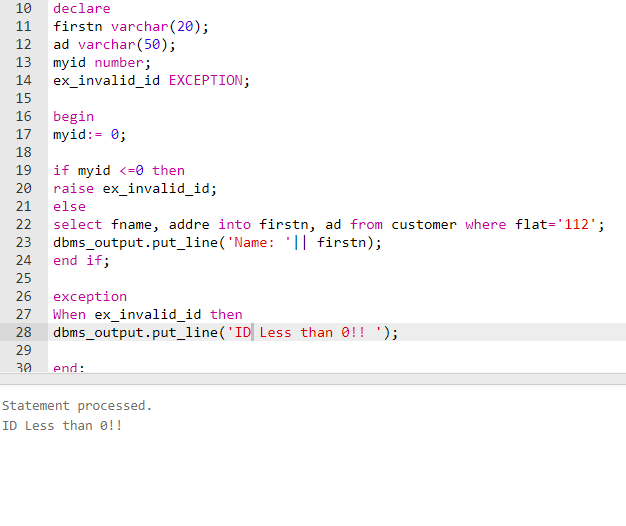 10 declare
11 firstn varchar(20);
12 ad varchar(50);
13 myid number;
14 ex_invalid_id EXCEPTION;
15
16 begin
17 myid:= 0;
18
19 if myid <=0 then
20 raise ex_invalid_id;
21 else
22 select fname, addre into firstn, ad from customer where flat='112';
23 dbms_output.put_line('Name: '|| firstn);
24 end if;
25
26 exception
27 When ex_invalid_id then
28 dbms_output.put_line('ID Less than 0!! ');
29
30 end;
Statement processed.
ID Less than 0!!